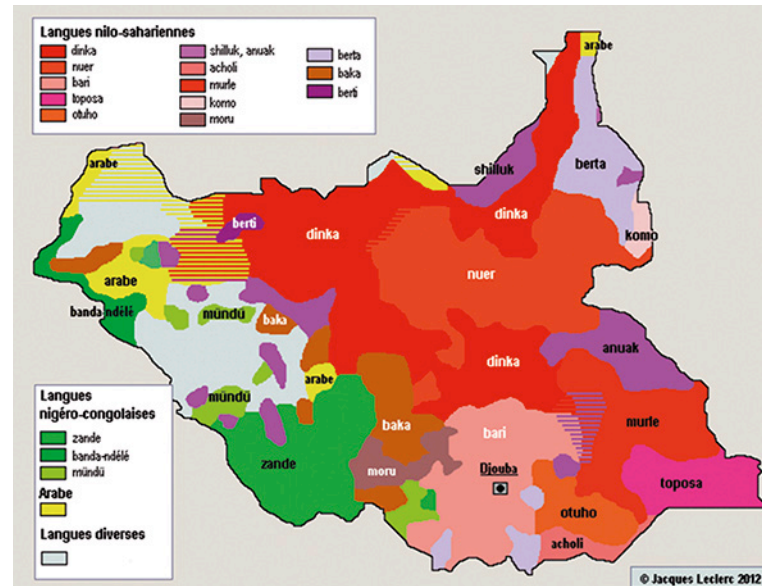 Langues nilo-sahariennes
dinka
nuer
bari
toposa
otuho
shilluk, anuak
acholi
murle
komo
moru
berta
baka
berti
arabe
arabe
shilluk
berta
berti
dinka
dinka
komo
nuer
arabe
banda-ndélé
mündü
baka
anuak
dinka
arabe
mündü
murle
baka
bari
zande
moru
Djouba
toposa
otuho
acholi
Langues
nigéro-congolaises
zande
banda-ndélé
mündü
Arabe
Langues diverses
© Jacques Leclerc 2012